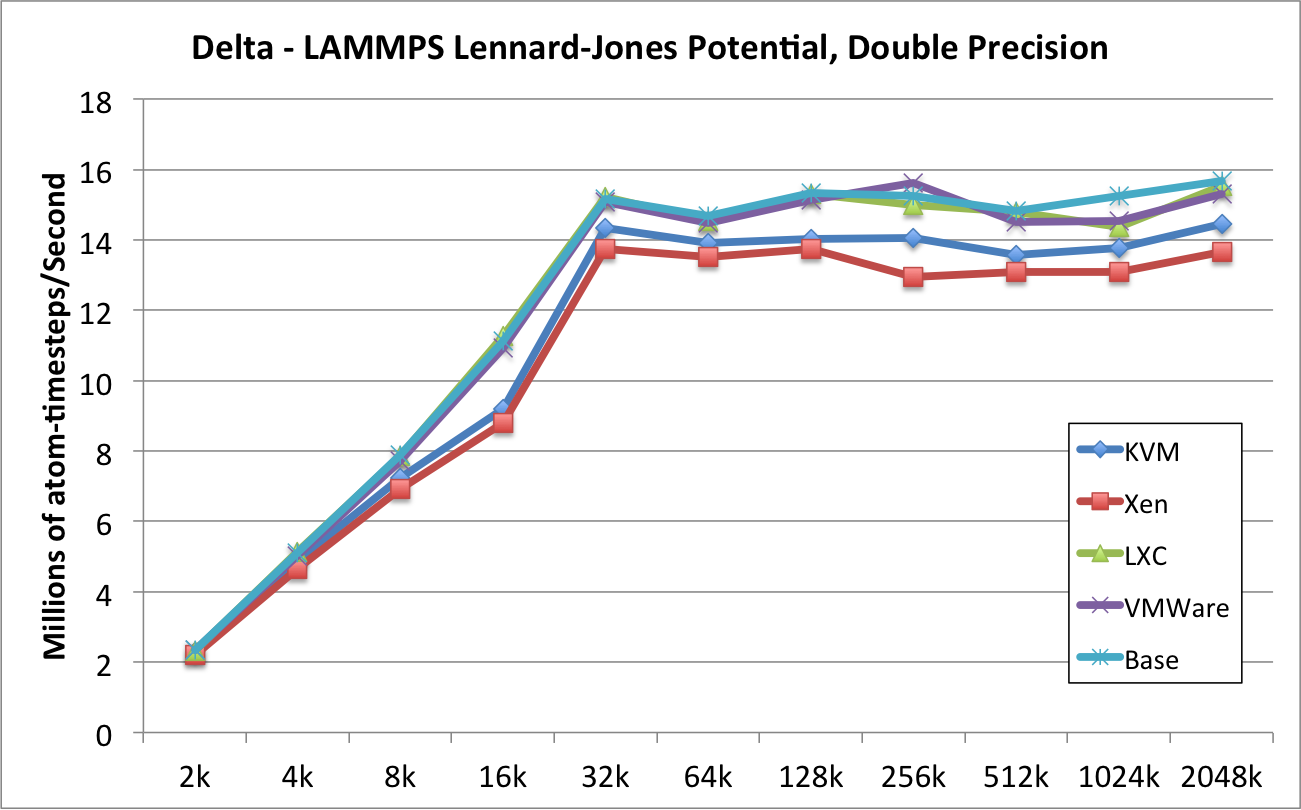 Delta - LAMMPS Lennard-Jones Potential, Double Precision
Millions of atom-timesteps/Second
18
16
14
12
10
8
6
4
2
0
KVM
Xen
LXC
VMWare
Base
2k 4k 8k 16k 32k 64k 128k 256k 512k 1024k 2048k